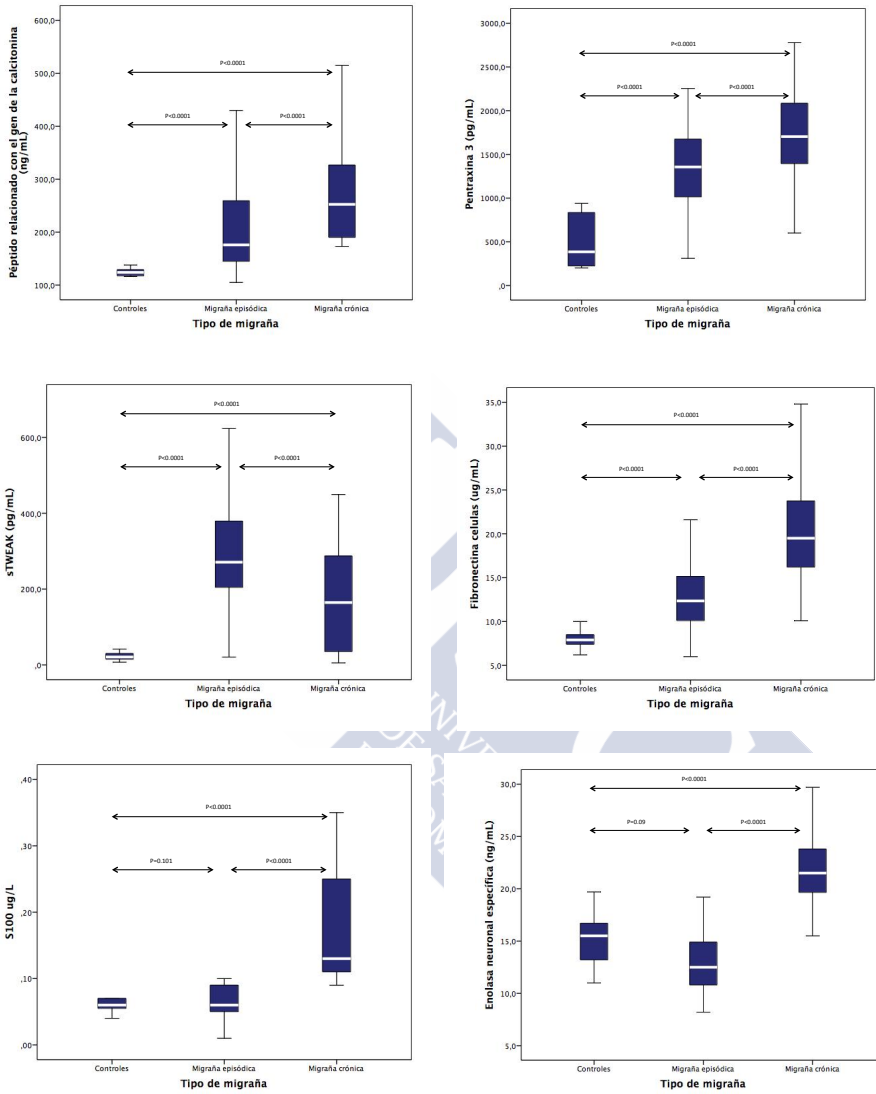 Péptido relacionado con el gen de la calcitonina
(ng/mL)
600,0
500,0
400,0
300,0
200,0
100,0
P<0.0001
P<0.0001
P<0.0001
Controles
Migraña episódica
Migraña crónica
Tipo de migraña
Pentraxina 3 (pg/mL)
3000,0
2500,0
2000,0
1500,0
1000,0
500,0
,0
P<0.0001
P<0.0001
P<0.0001
Controles
Migraña episódica
Migraña crónica
Tipo de migraña
sTWEAK (pg/mL)
600,0
400,0
200,0
,0
P<0.0001
P<0.0001
P<0.0001
Controles
Migraña episódica
Migraña crónica
Tipo de migraña
Fibronectina celulas (ug/mL)
35,0
30,0
25,0
20,0
15,0
10,0
5,0
P<0.0001
P<0.0001
P<0.0001
Controles
Migraña episódica
Migraña crónica
Tipo de migraña
S100 ug/L
,40
,30
,20
,10
,00
P<0.0001
P=0.101
P<0.0001
Controles
Migraña episódica
Migraña crónica
Tipo de migraña
Enolasa neuronal específica (ng/mL)
30,0
25,0
20,0
15,0
10,0
5,0
P<0.0001
P=0.09
P<0.0001
Controles
Migraña episódica
Migraña crónica
Tipo de migraña